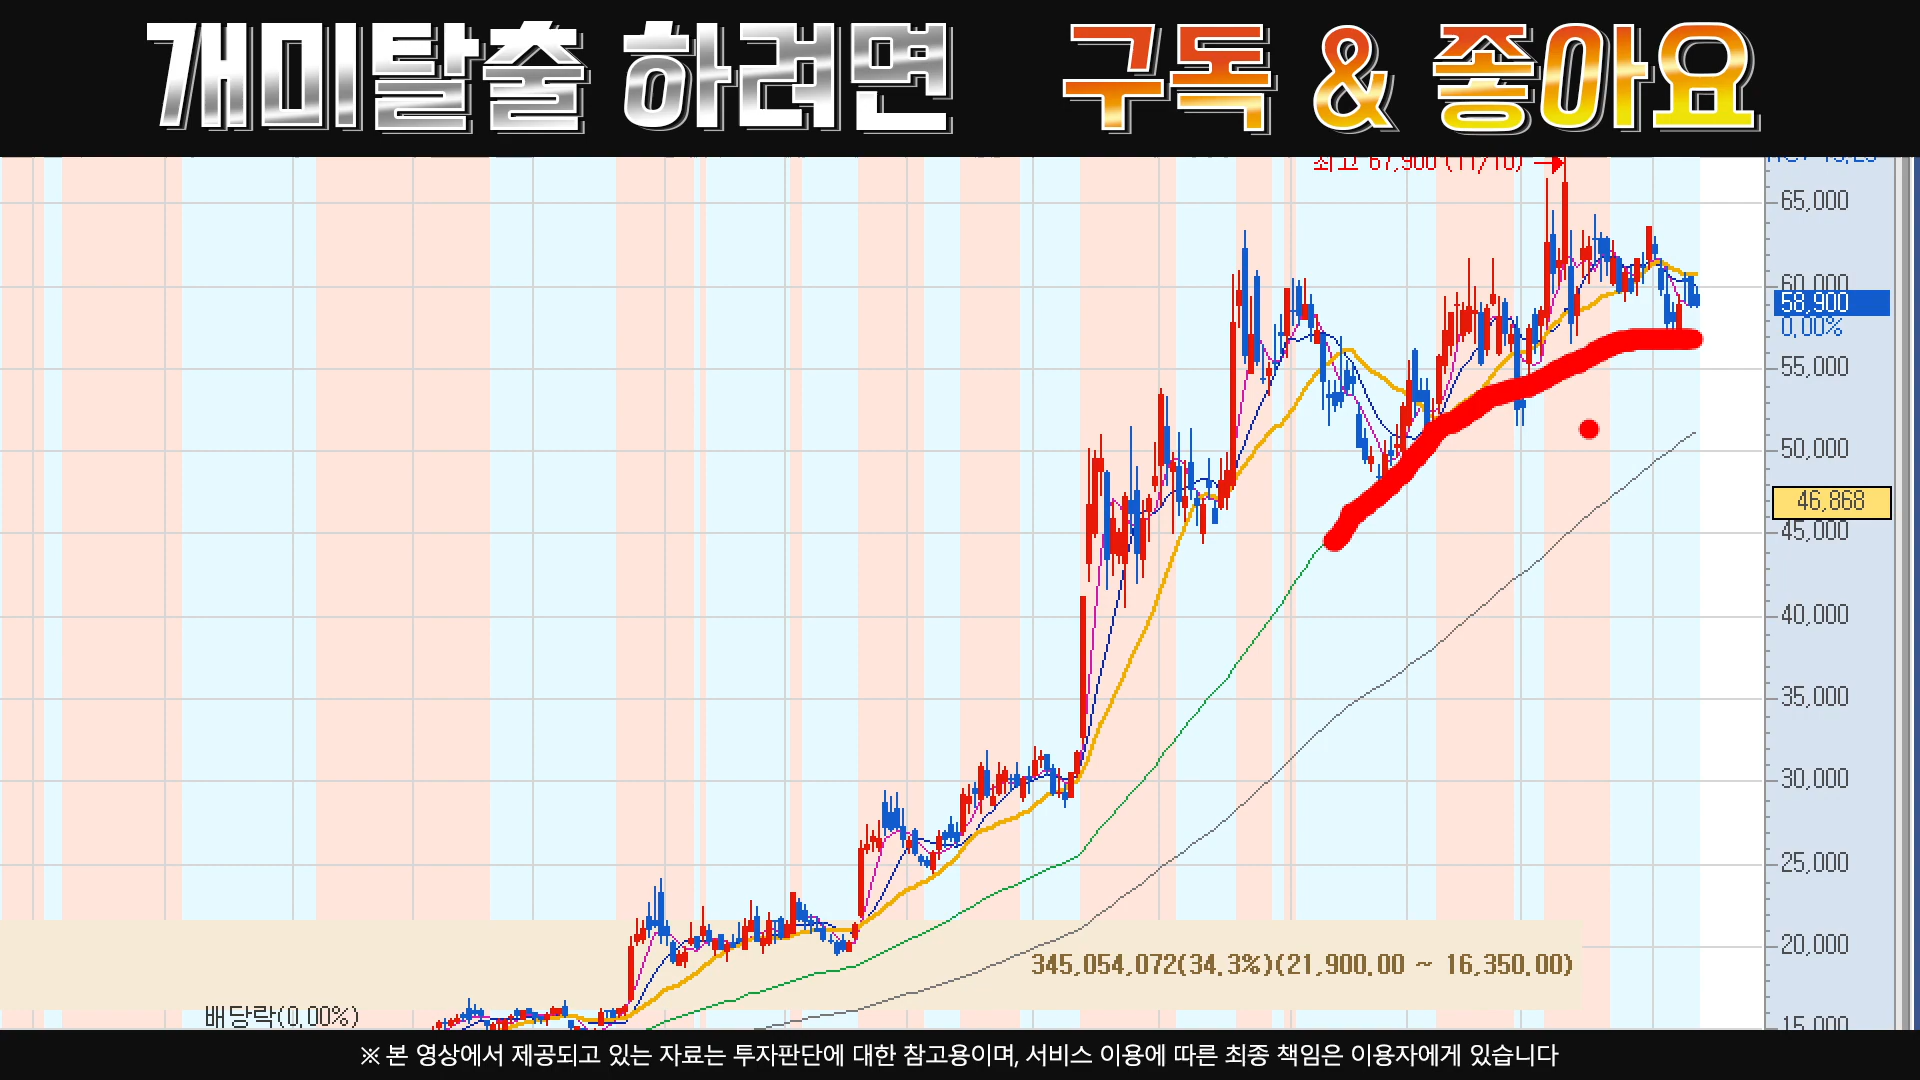 개미탈출 하려면 구독 & 좋아요
최고 67,900 (11/10)
65,000
60,000
58,900
0.00%
55,000
50,000
46,868
45,000
40,000
35,000
30,000
25,000
20,000
345,054,072(34.3%)(21,900.00 ~ 16,350.00)
배당락(0.00%)
15,000
※ 본 영상에서 제공되고 있는 자료는 투자판단에 대한 참고용이며, 서비스 이용에 따른 최종 책임은 이용자에게 있습니다